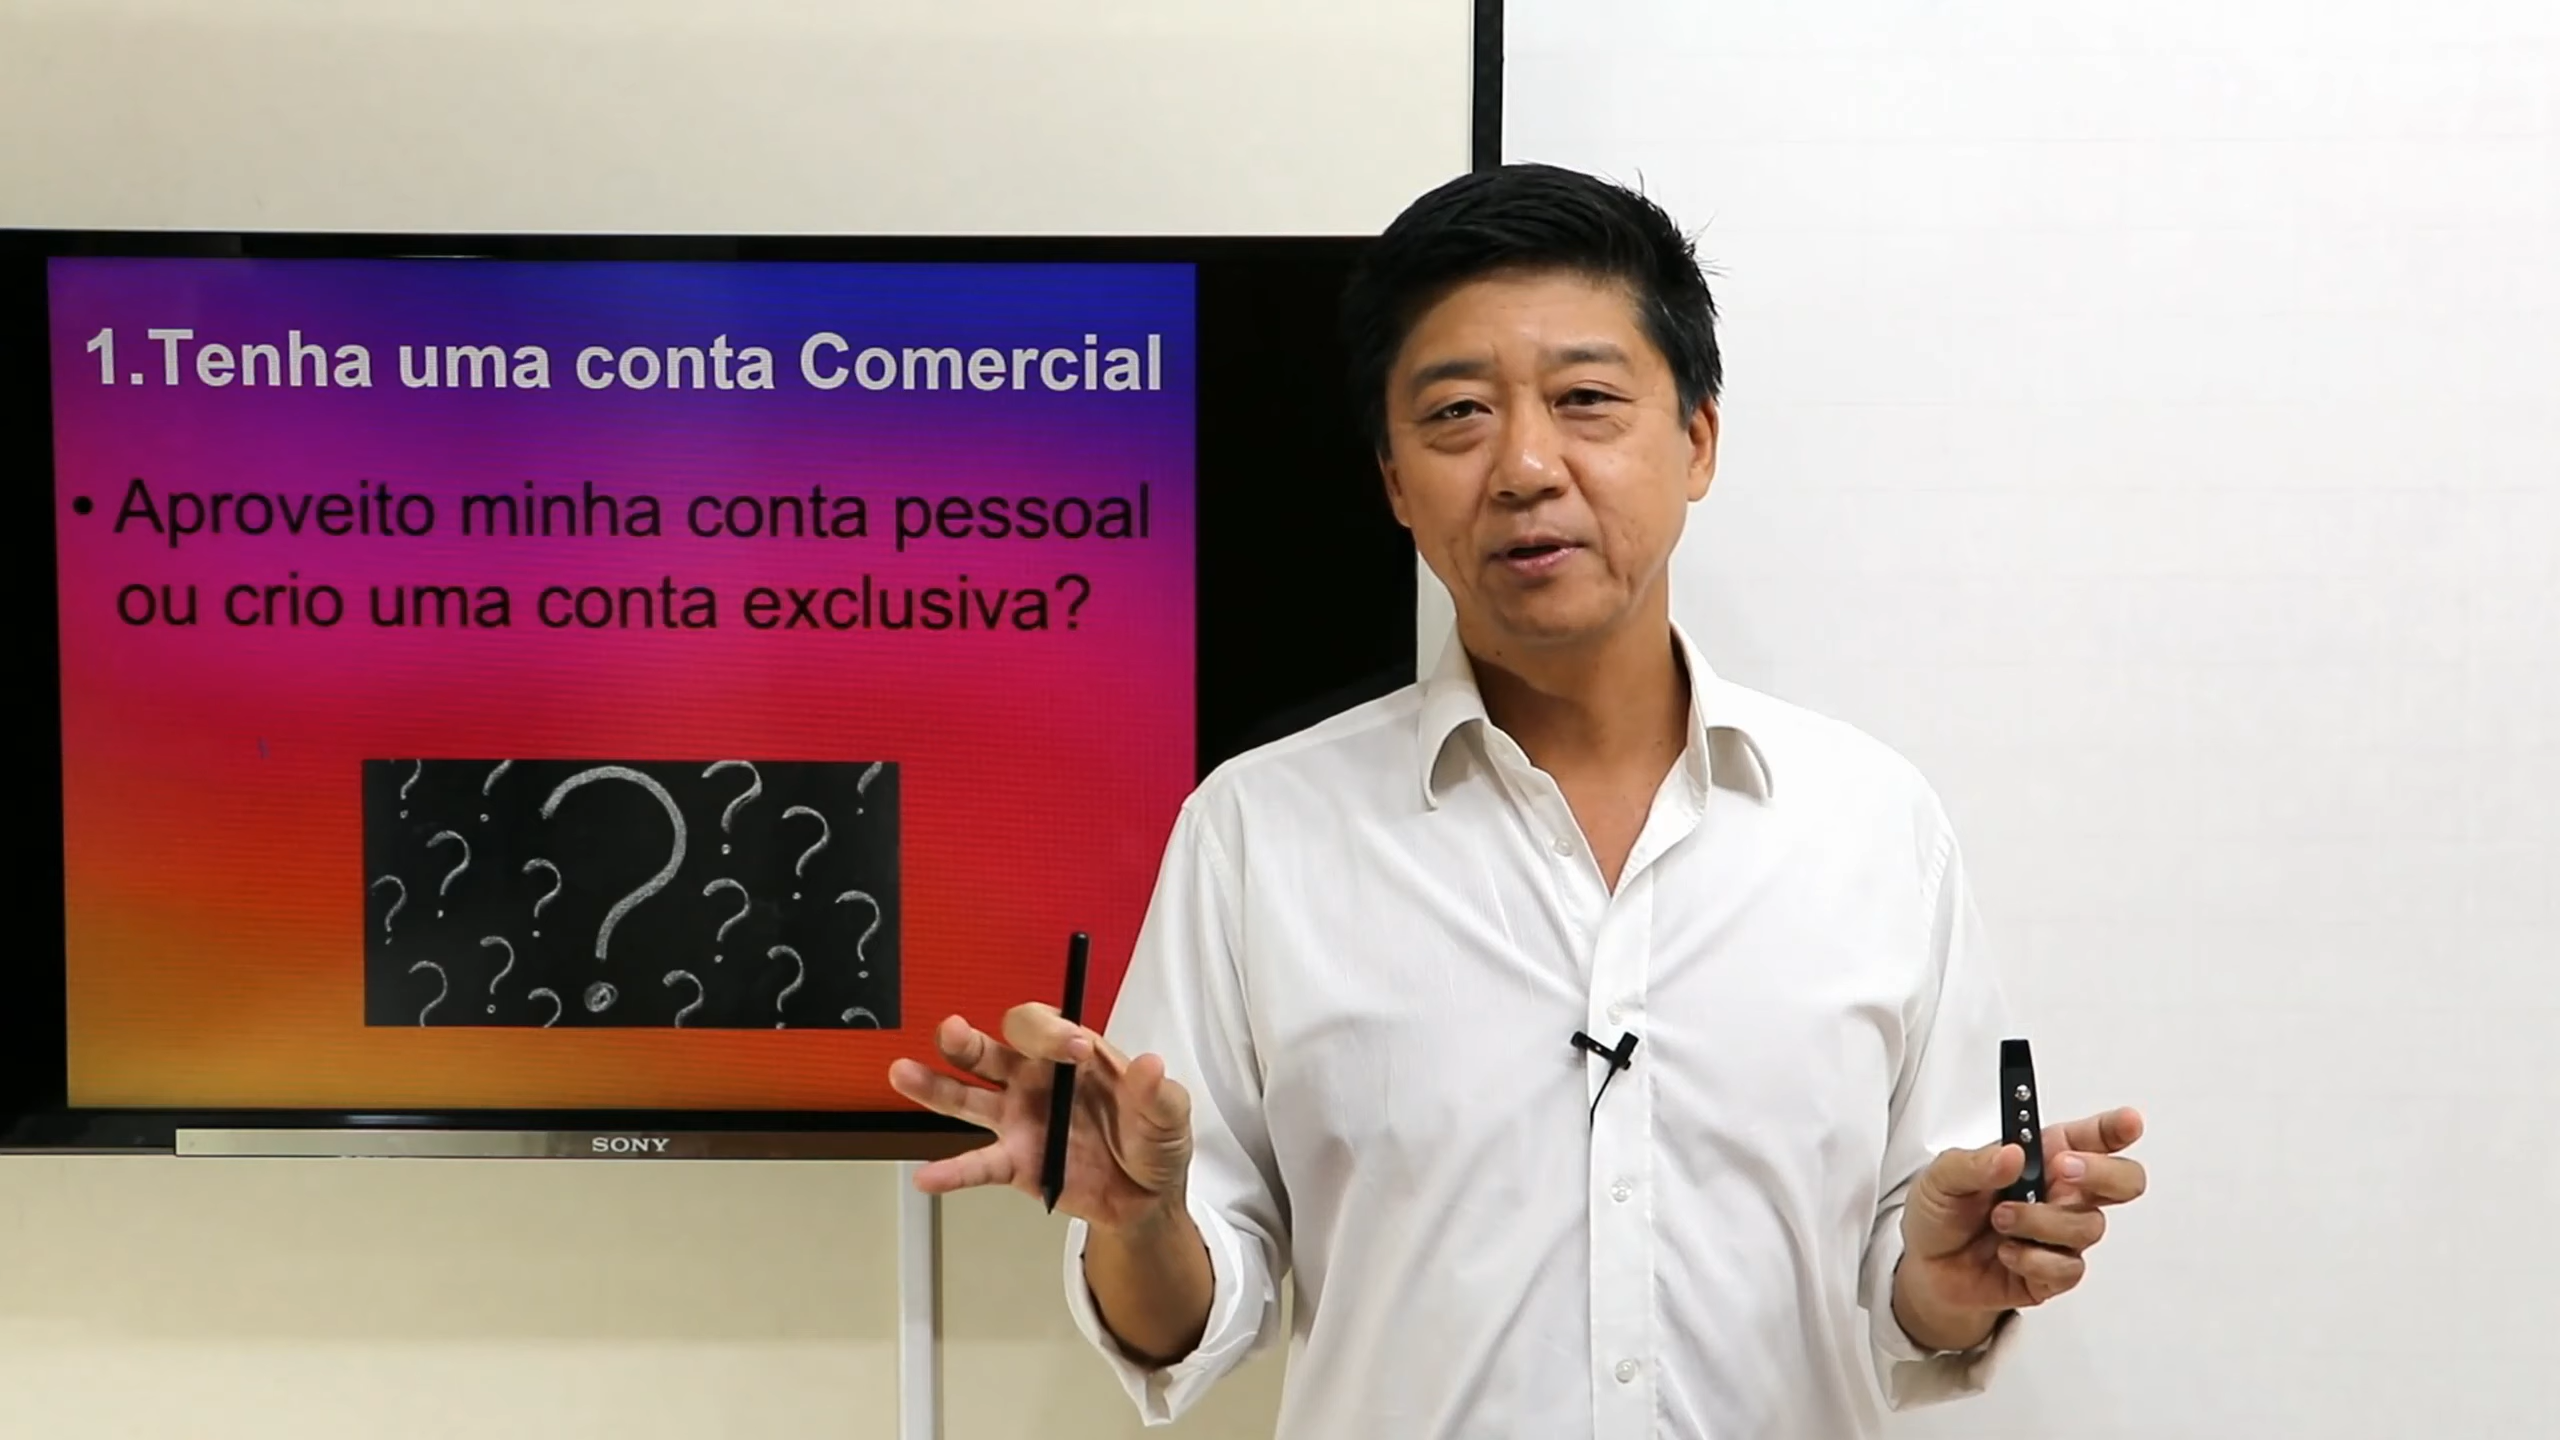 1.Tenha uma conta Comercial
• Aproveito minha conta pessoal
ou crio uma conta exclusiva?
SONY